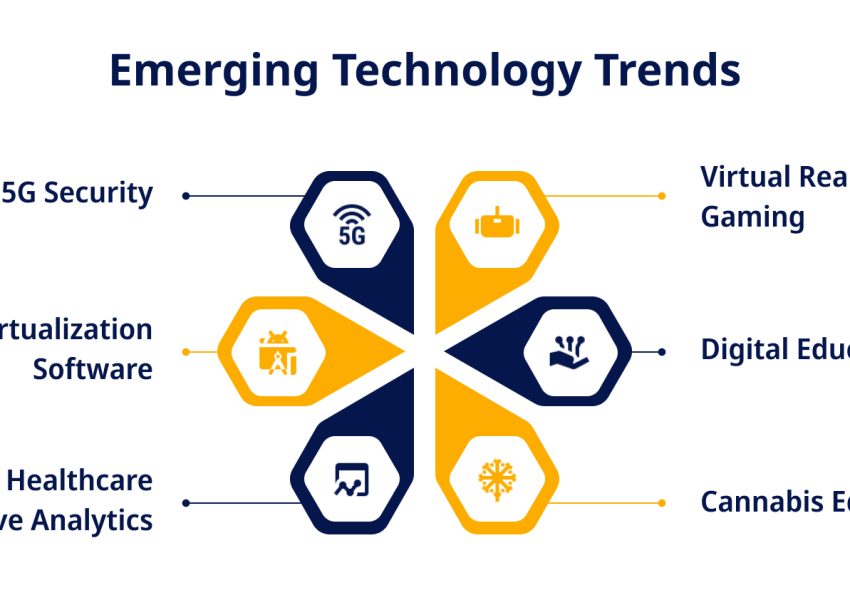 Emerging Technology Trends
5G Security
5G
Virtual Rea
Gaming
rtualization
Software
Digital Educ
Healthcare
ve Analytics
Cannabis E